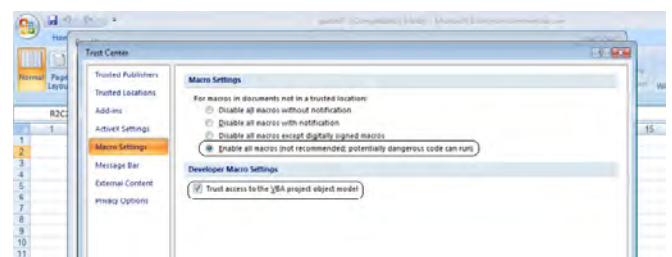 Trust Center
Normal
Page
Layou
R2C
1
15
1
2
3
4
5
6
7
8
9
10
11
Trusted Publishers
Trusted Locations
Add-ins
ActiveX Settings
Macro Settings
Message Bar
External Content
Privacy Options
Macro Settings
For macros in documents not in a trusted location:
Disable all macros without notification
Disable all macros with notification
Disable all macros except digitally signed macros
Enable all macros (not recommended; potentially dangerous code can run)
Developer Macro Settings
Trust access to the VBA project object model